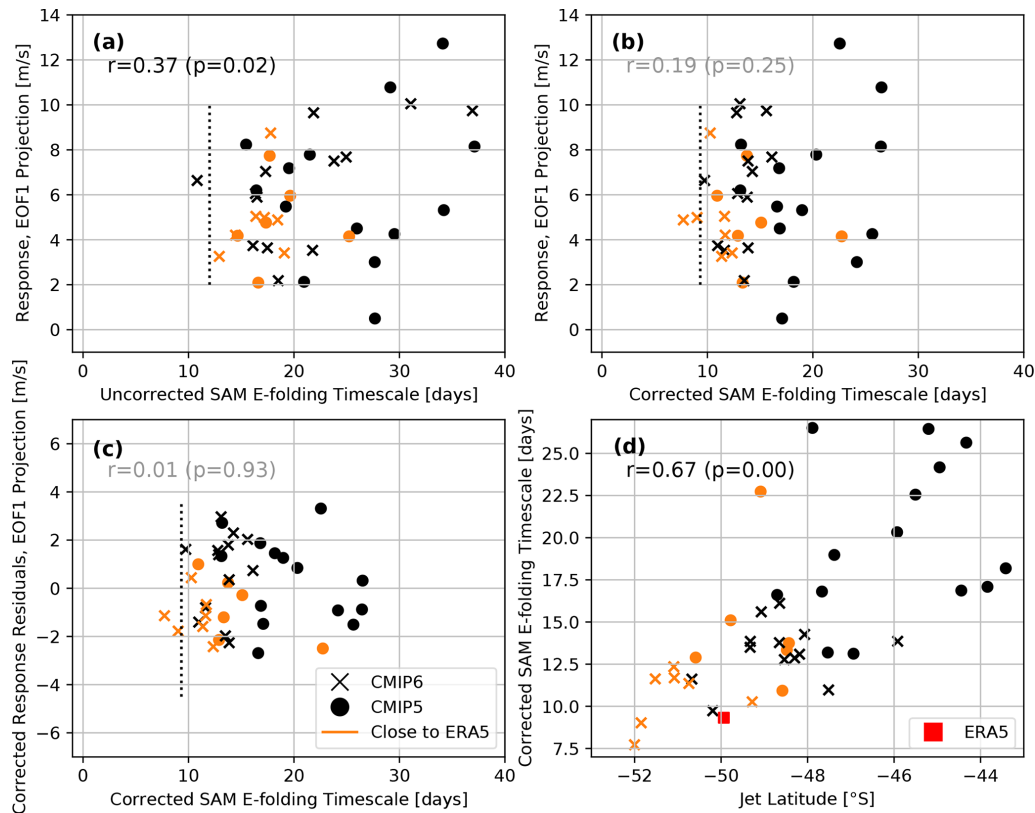 (a)
r=0.37 (p=0.02)
Response, EOF1 Projection [m/s]
14
12
10
8
6
4
2
0
0 10 20 30 40
Uncorrected SAM E-folding Timescale [days]
(b)
r=0.19 (p=0.25)
Response, EOF1 Projection [m/s]
14
12
10
8
6
4
2
0
0 10 20 30 40
Corrected SAM E-folding Timescale [days]
(c)
r=0.01 (p=0.93)
Corrected Response Residuals, EOF1 Projection [m/s]
6
4
2
0
−2
−4
−6
CMIP6
CMIP5
Close to ERA5
0 10 20 30 40
Corrected SAM E-folding Timescale [days]
(d)
r=0.67 (p=0.00)
Corrected SAM E-folding Timescale [days]
25.0
22.5
20.0
17.5
15.0
12.5
10.0
7.5
ERA5
−52 −50 −48 −46 −44
Jet Latitude [°S]